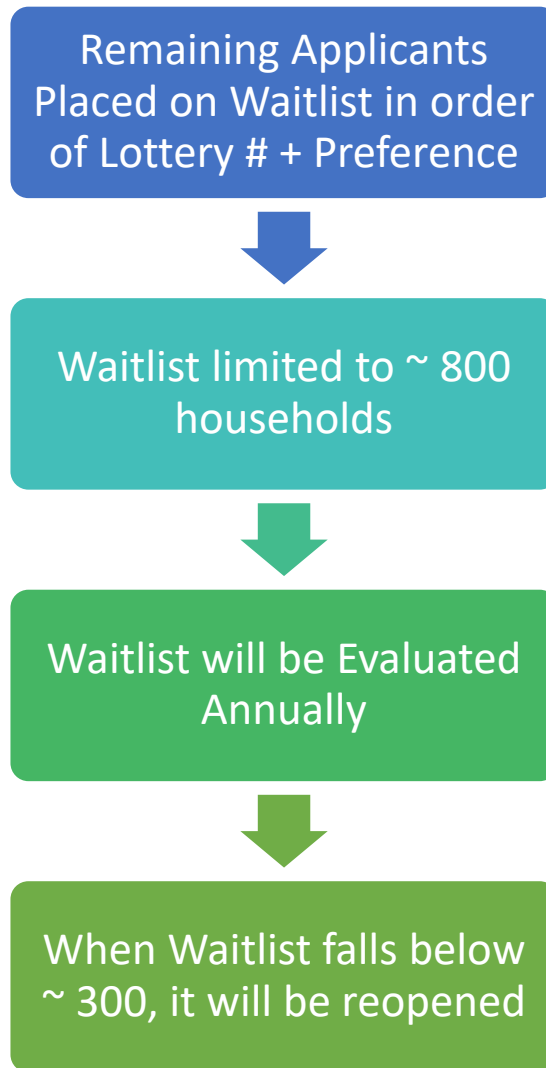 Remaining Applicants
Placed on Waitlist in order
of Lottery # + Preference
Waitlist limited to ~ 800
households
Waitlist will be Evaluated
Annually
When Waitlist falls below
~ 300, it will be reopened